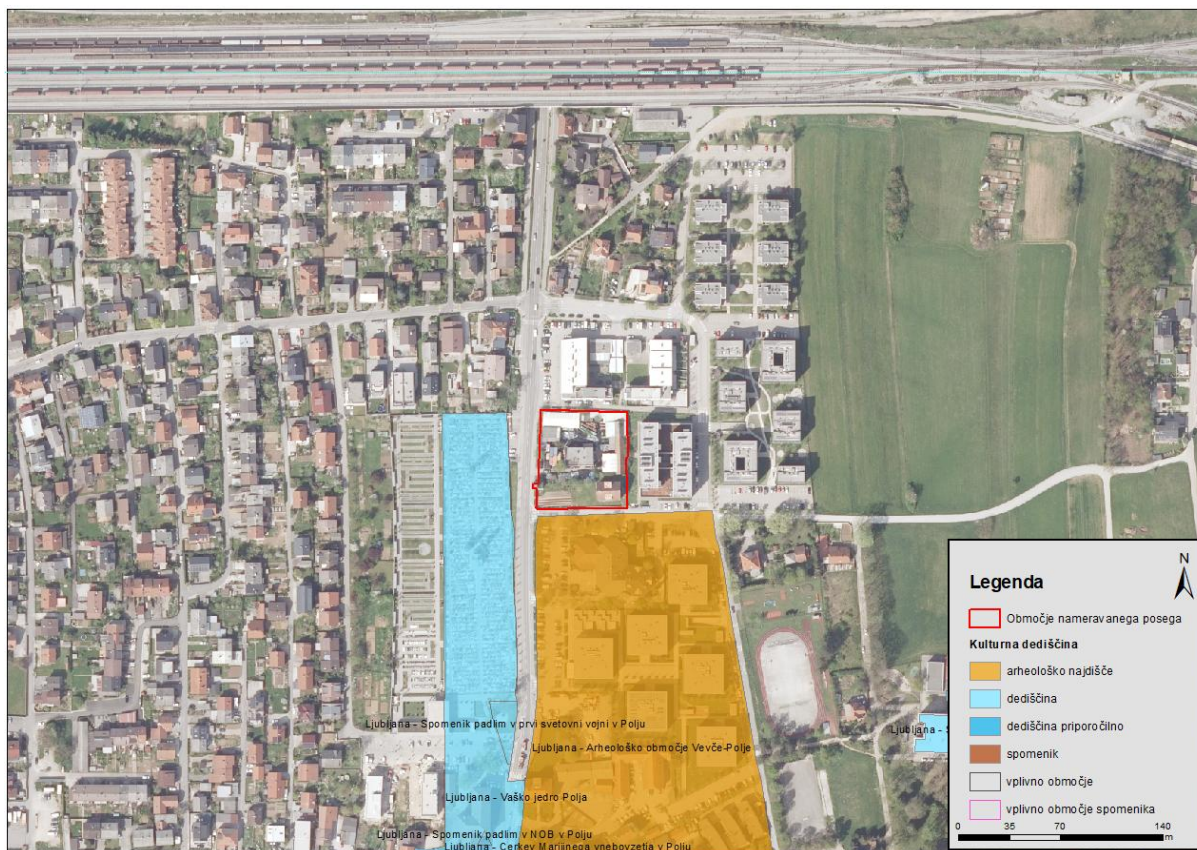 Ljubljana - Spomenik padlim v prvi svetovni vojni v Polju
Ljubljana - Arheološko območje Vevče-Polje
Ljubljana - Vaško jedro Polja
Ljubljana - Spomenik padlim v NOB v Polju
Ljubljana - Cerkev Marijinega vnebovzetja v Polju
Ljubljana -
Legenda
N
Območje nameravanega posega
Kulturna dediščina
arheološko najdišče
dediščina
dediščina priporočilno
spomenik
vplivno območje
vplivno območje spomenika
0 35 70 140
m